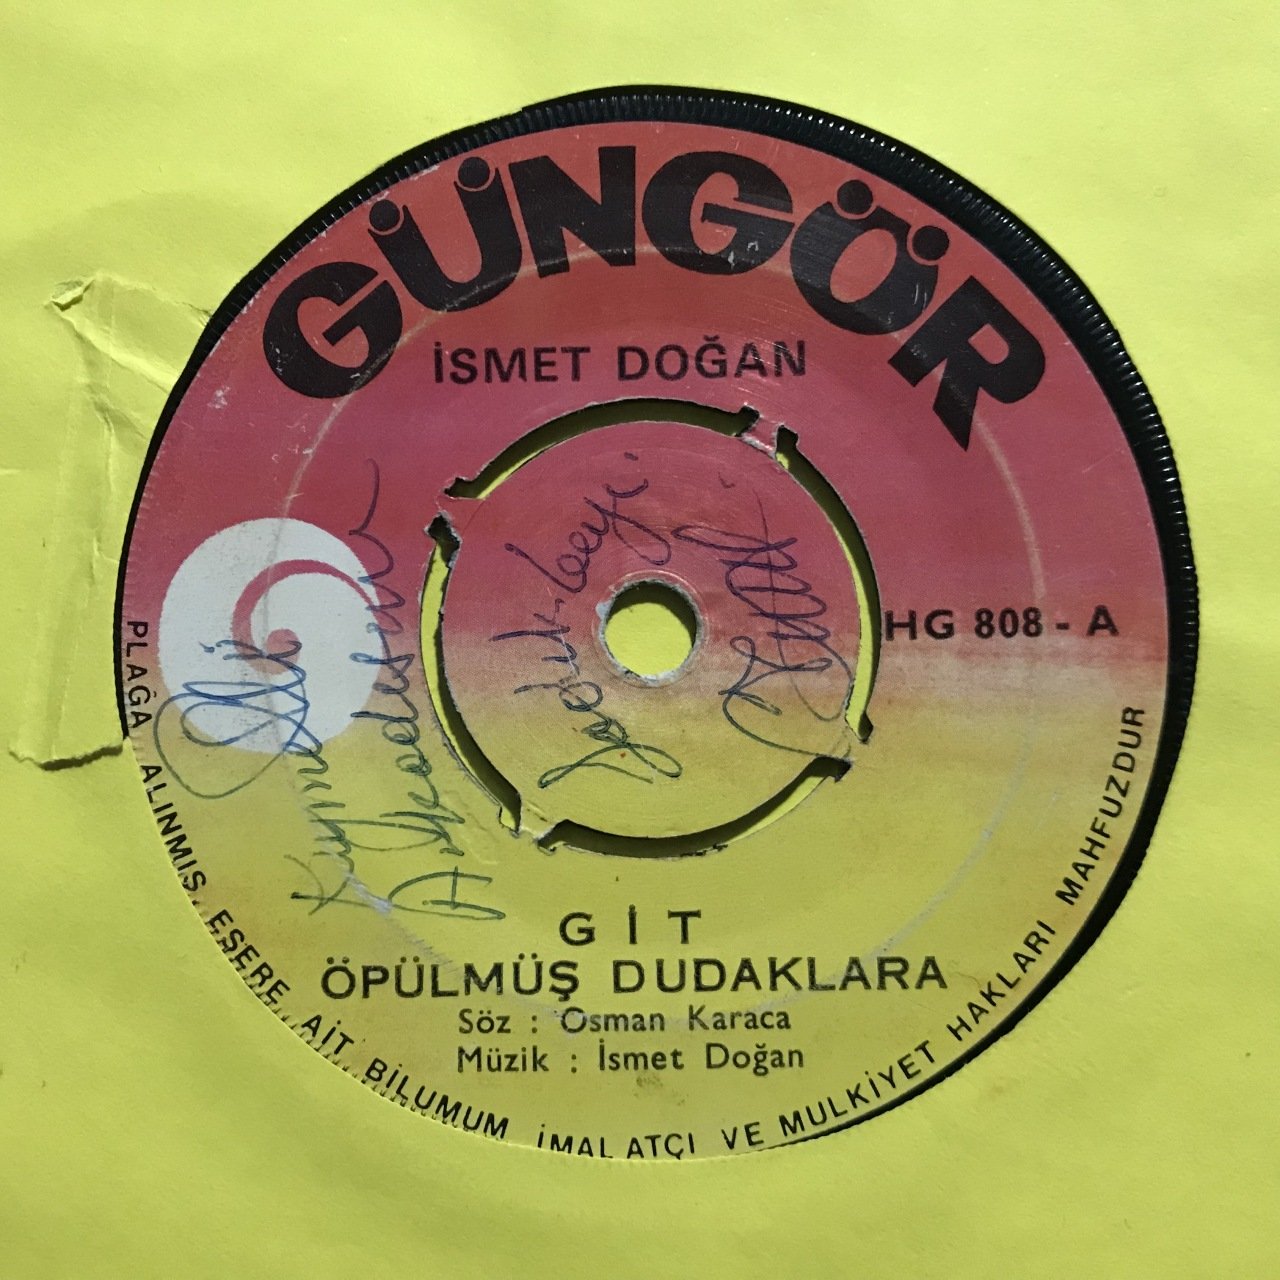 GÜNGÖR
İSMET DOĞAN
HG 808 - A
GİT
ÖPÜLMÜŞ DUDAKLARA
Söz : Osman Karaca
Müzik : İsmet Doğan
PLAĞA ALINMIŞ ESERE AİT BİLUMUM İMALATÇI VE MULKİYET HAKLARI MAHFUZDUR